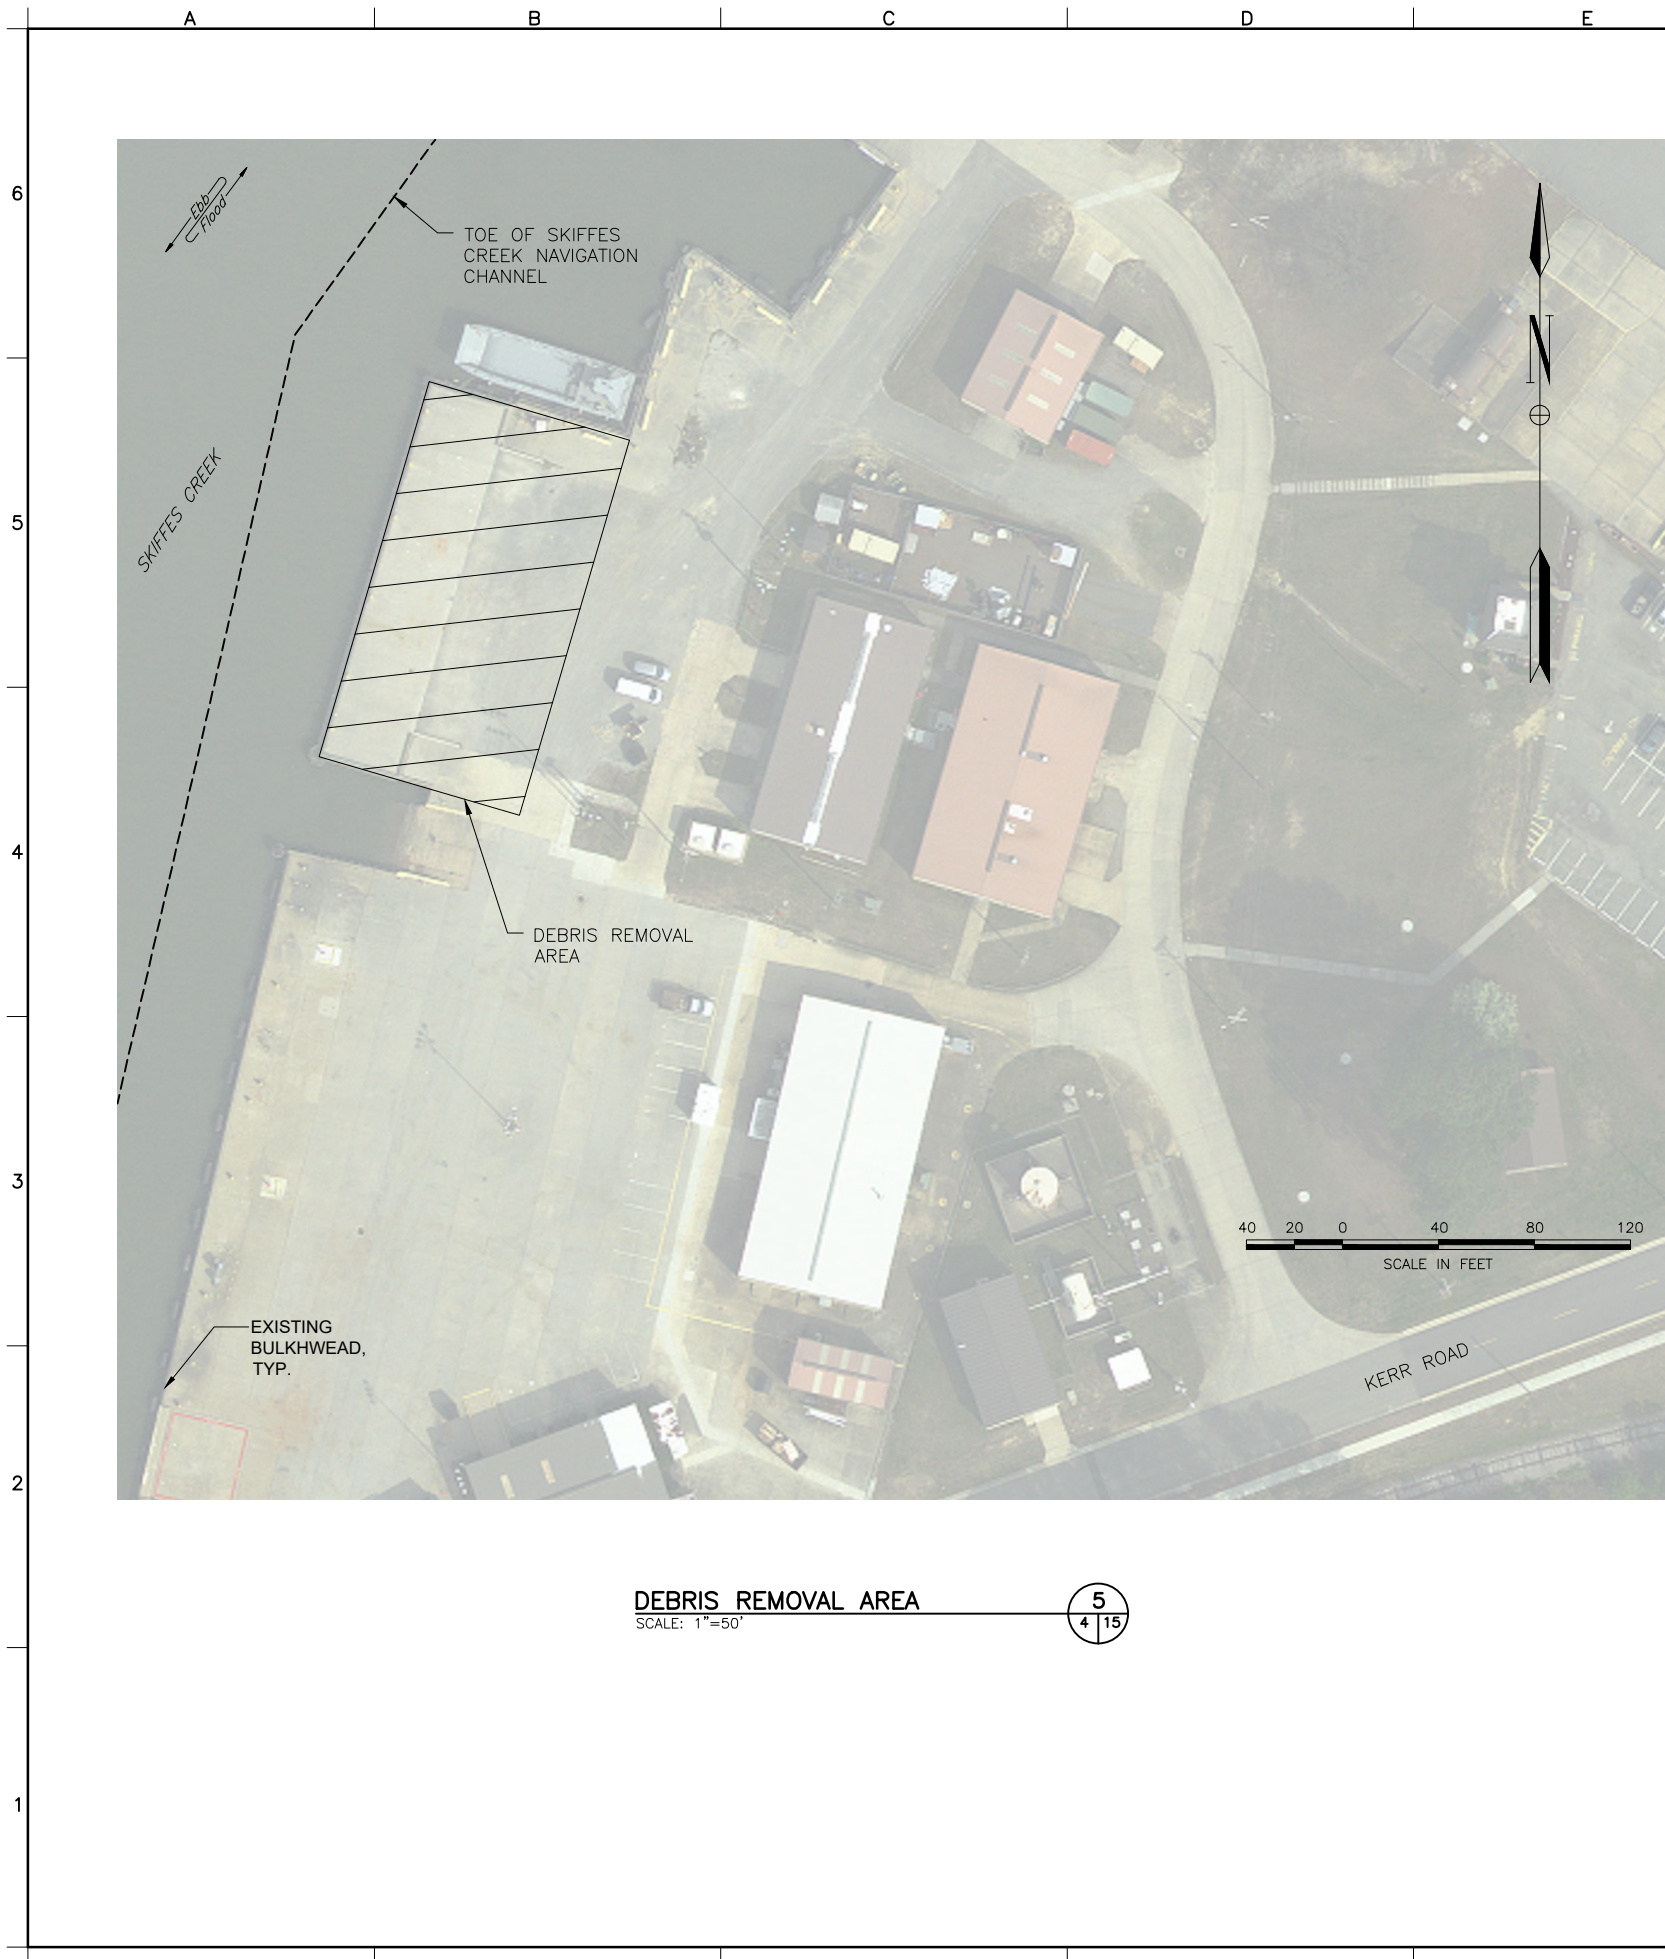 A B C D E
6
Ebb
Flood
TOE OF SKIFFES
CREEK NAVIGATION
CHANNEL
N
SKIFFES CREEK
5
4
DEBRIS REMOVAL
AREA
3
40 20 0 40 80 120
SCALE IN FEET
EXISTING
BULKHWEAD,
TYP.
KERR ROAD
2
DEBRIS REMOVAL AREA
SCALE: 1"=50'
5
4 15
1